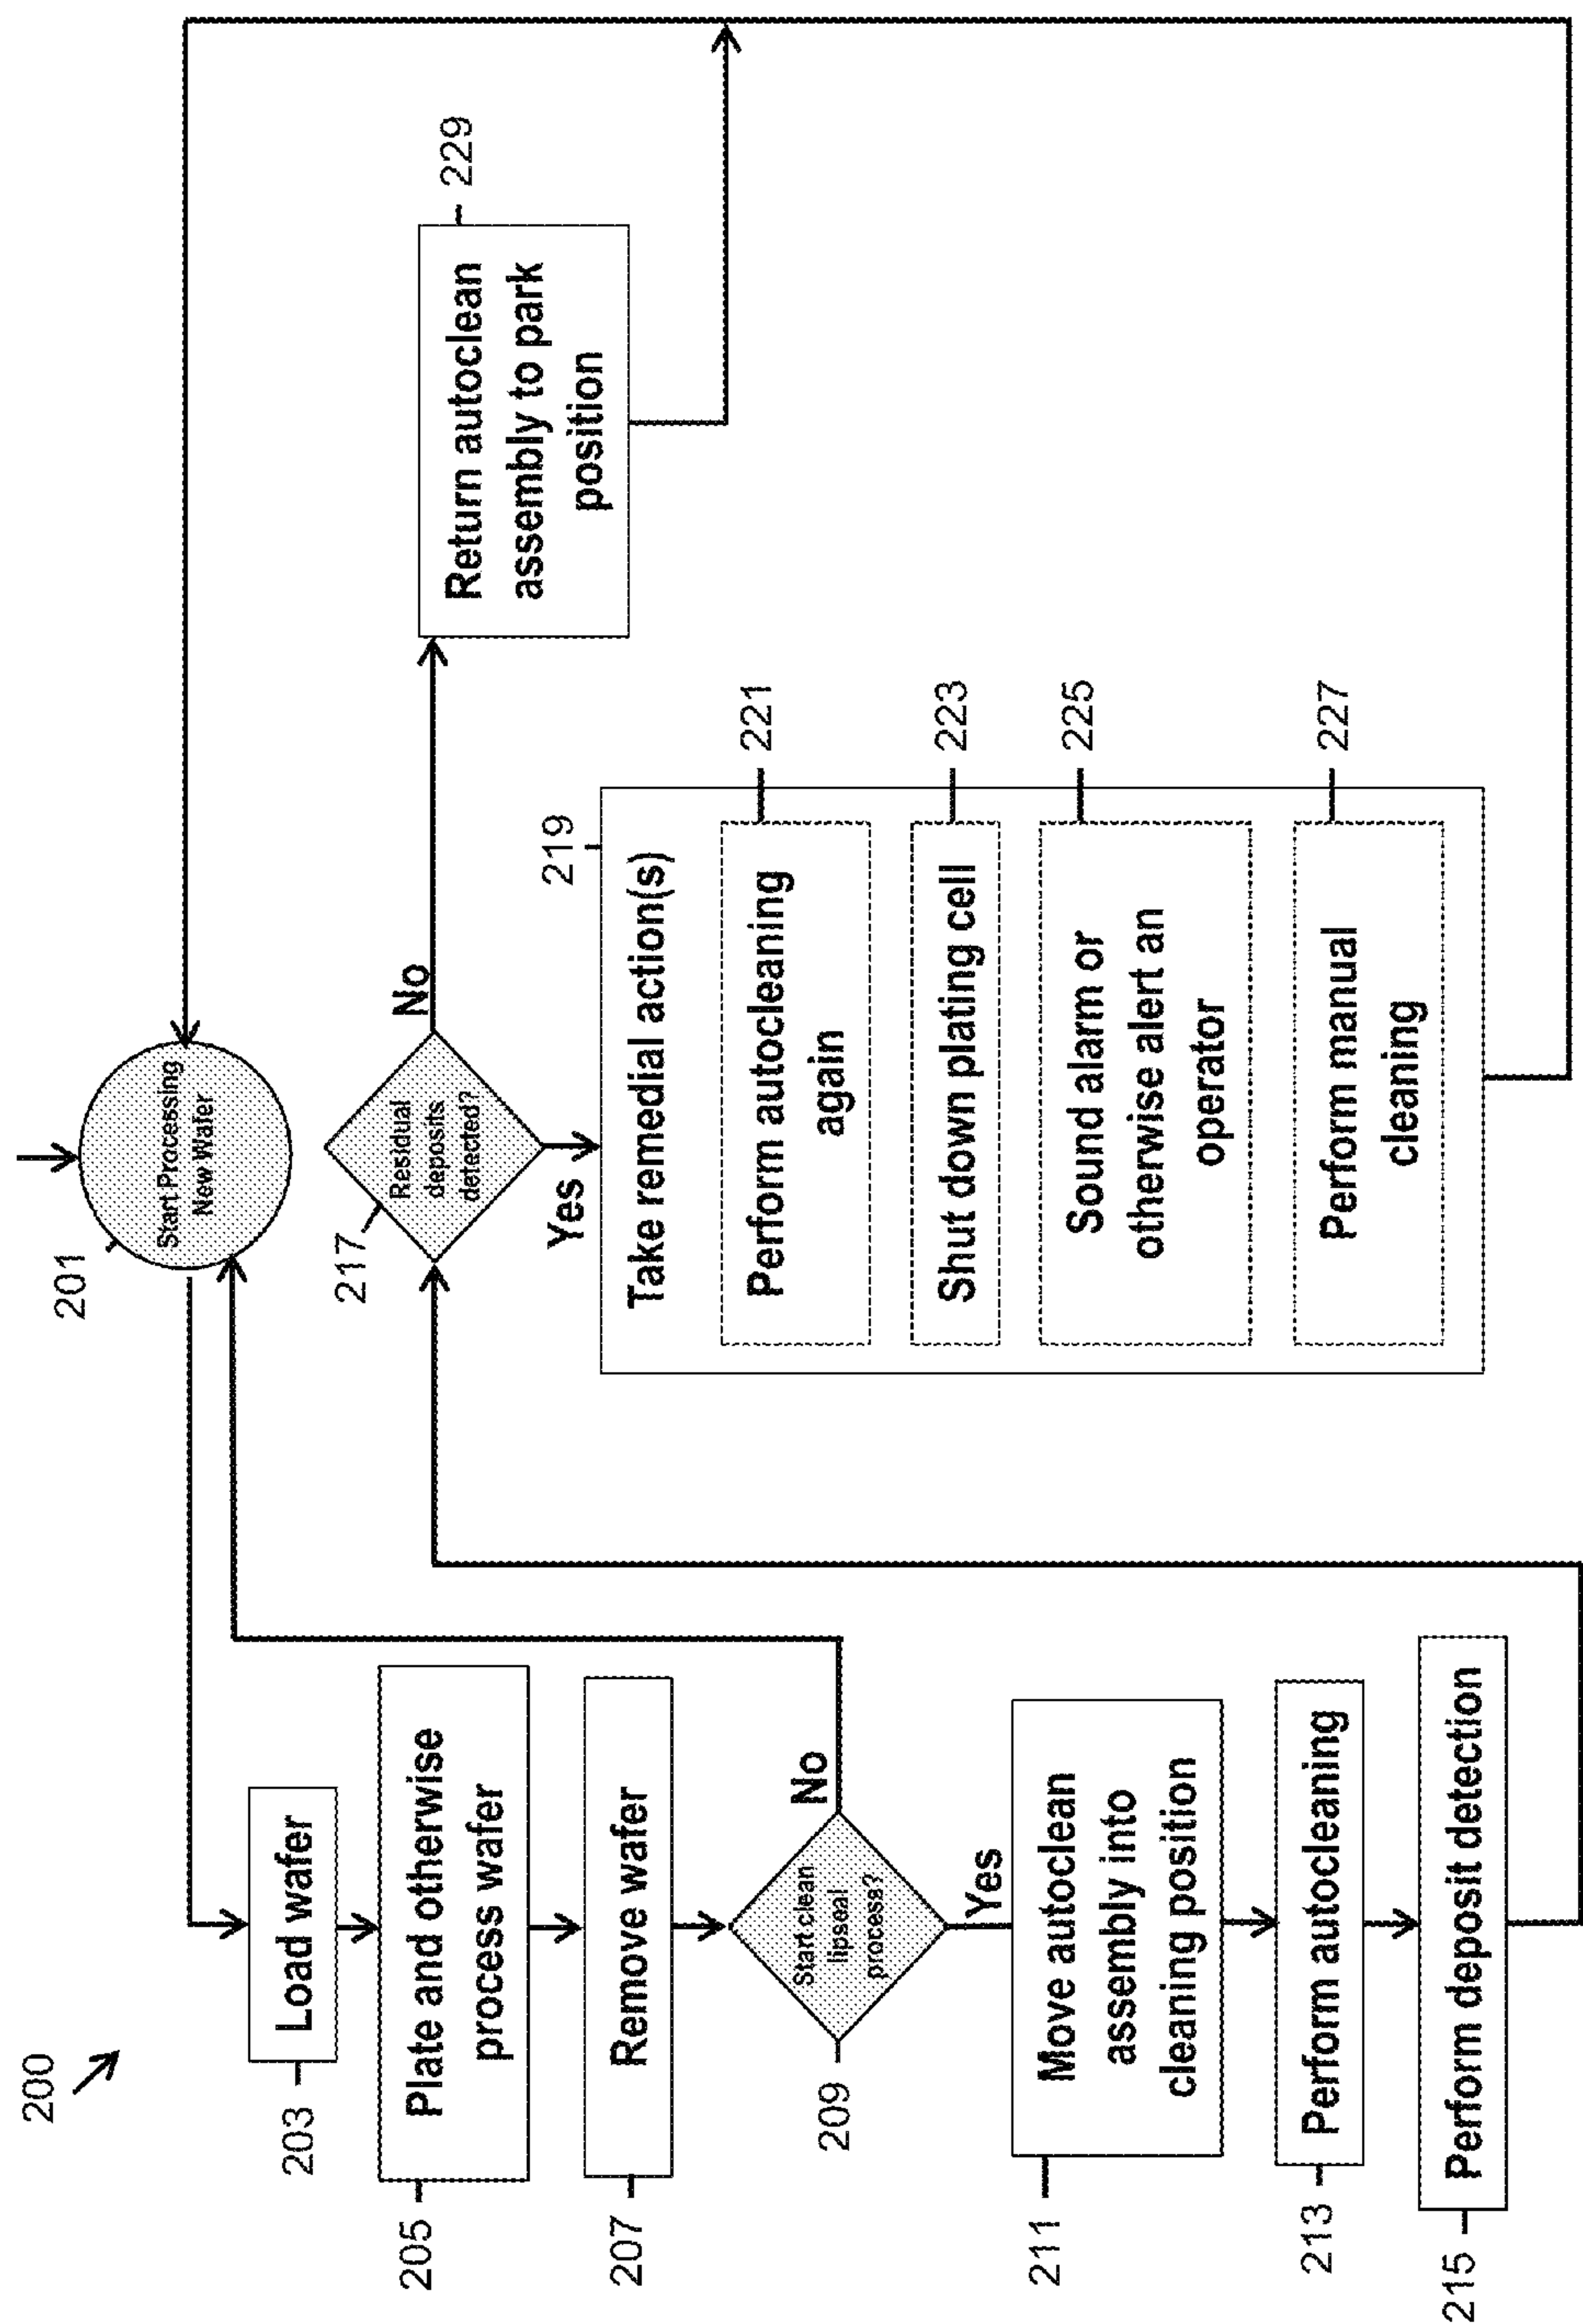 200
201
Start Processing
New Wafer
203
Load wafer
205
Plate and otherwise
process wafer
207
Remove wafer
209
Start clean
lipseal
process?
No
Yes
211
Move autoclean
assembly into
cleaning position
213
Perform autocleaning
215
Perform deposit detection
217
Residual
deposits
detected?
No
Yes
219
Take remedial action(s)
Perform autocleaning
again
221
Shut down plating cell
223
Sound alarm or
otherwise alert an
operator
225
Perform manual
cleaning
227
Return autoclean
assembly to park
position
229